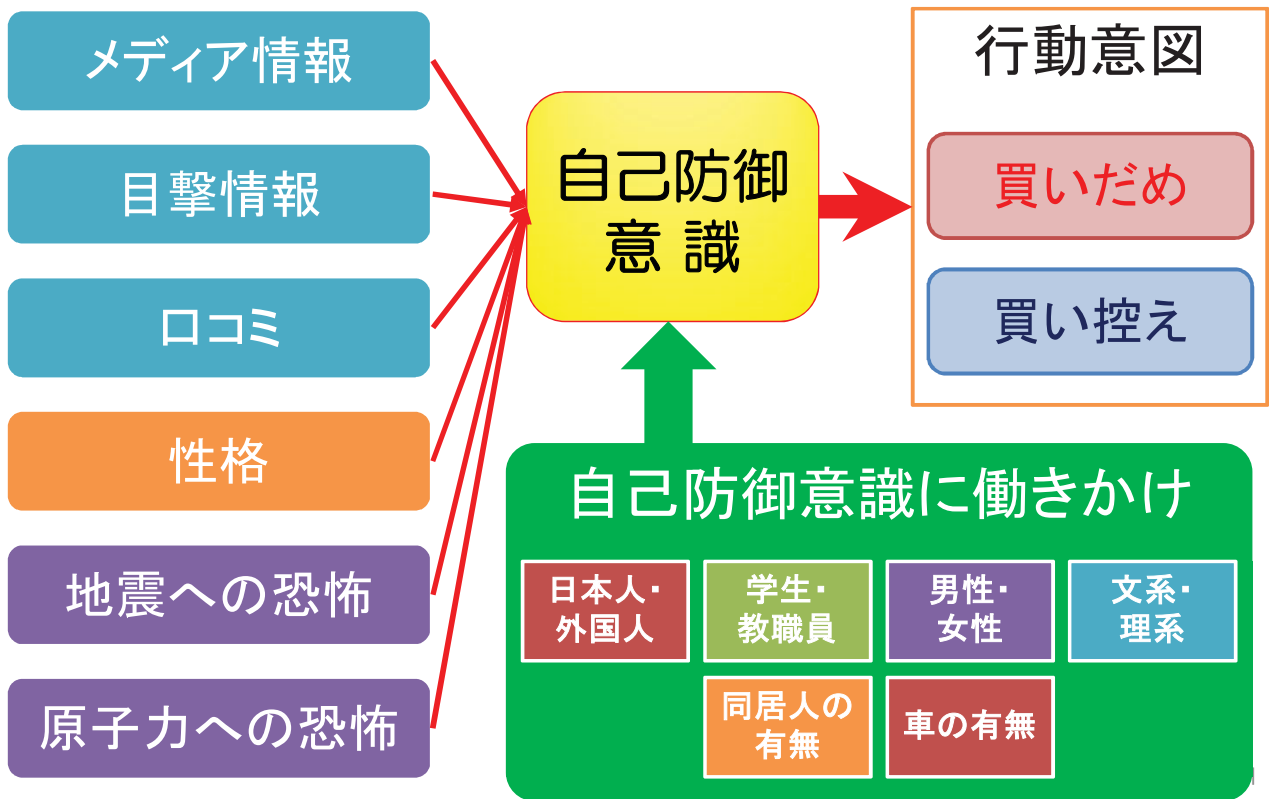 メディア情報
目撃情報
口コミ
性格
地震への恐怖
原子力への恐怖
自己防御
意識
行動意図
買いだめ
買い控え
自己防御意識に働きかけ
日本人・
外国人
学生・
教職員
男性・
女性
文系・
理系
同居人の
有無
車の有無